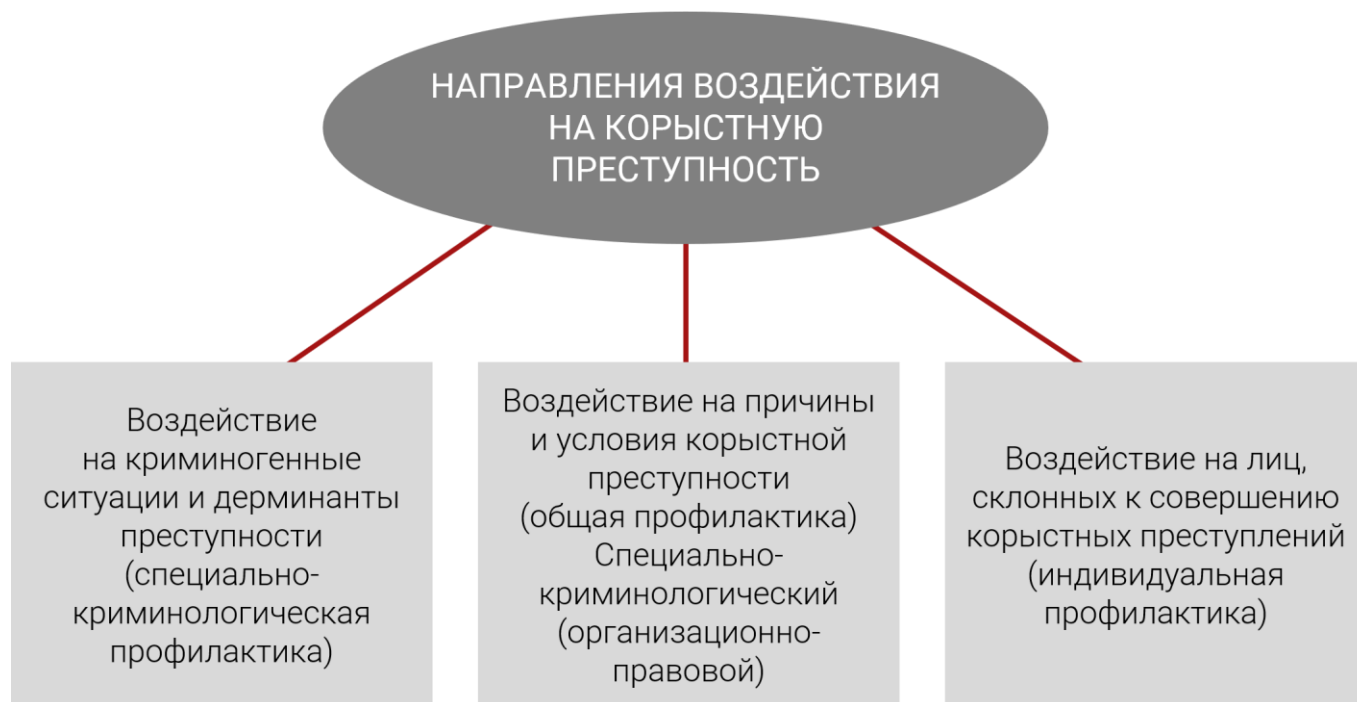 НАПРАВЛЕНИЯ ВОЗДЕЙСТВИЯ
НА КОРЫСТНУЮ
ПРЕСТУПНОСТЬ
Воздействие
на криминогенные
ситуации и дерминанты
преступности
(специально-
криминологическая
профилактика)
Воздействие на причины
и условия корыстной
преступности
(общая профилактика)
Специально-
криминологический
(организационно-
правовой)
Воздействие на лиц,
склонных к совершению
корыстных преступлений
(индивидуальная
профилактика)